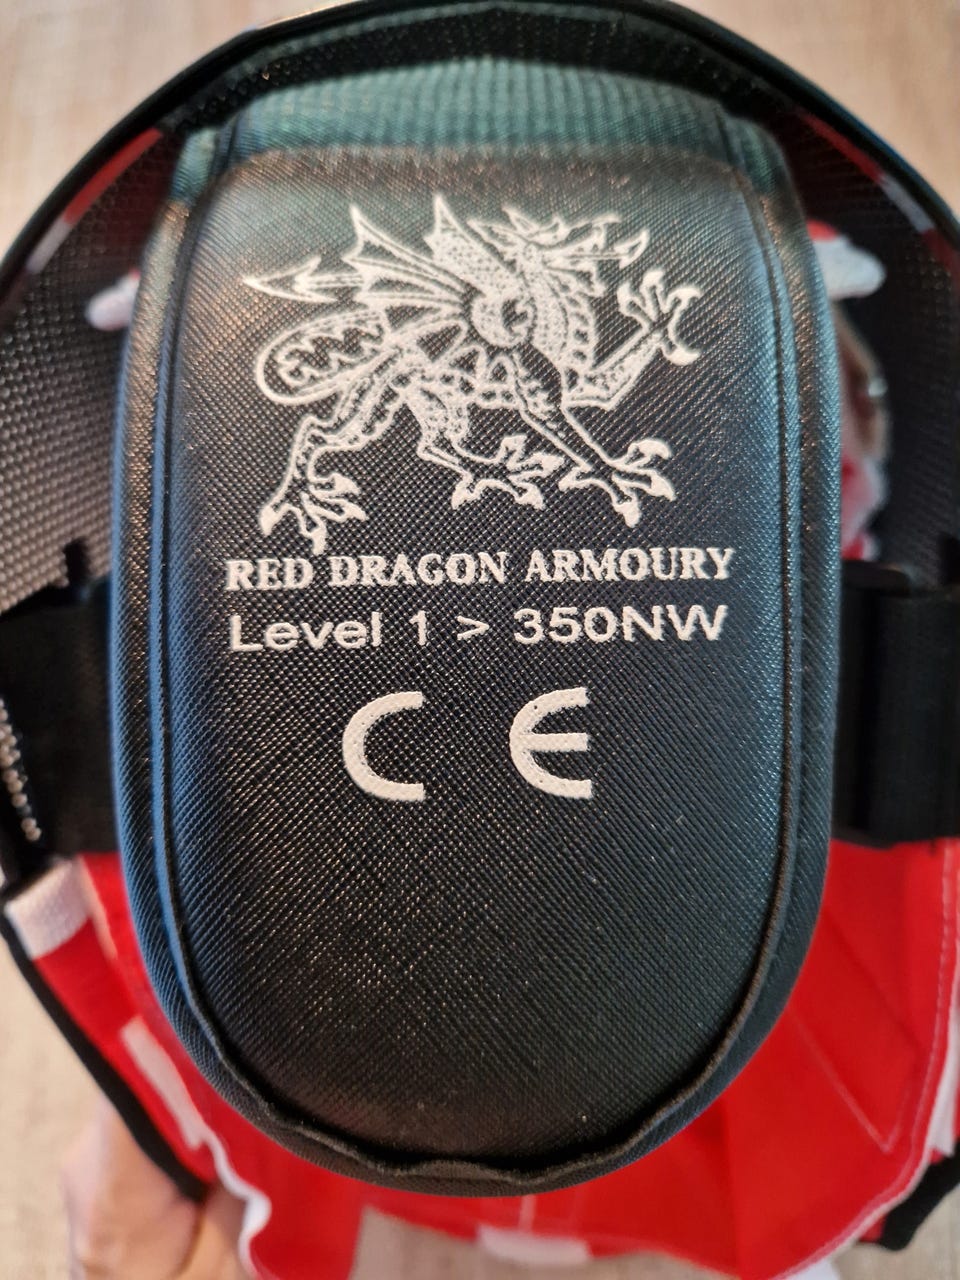 RED DRAGON ARMOURY
Level 1 > 350NW
CE